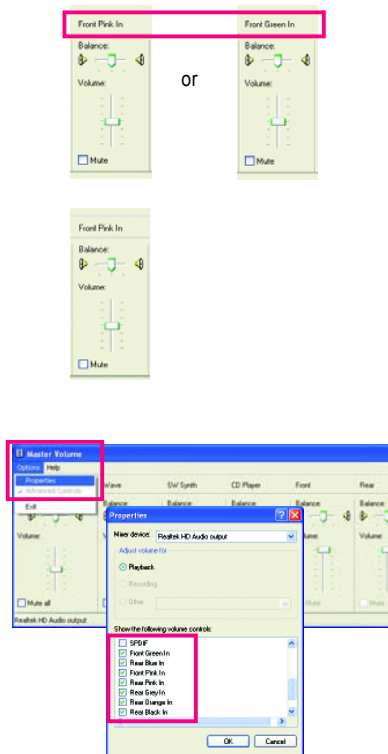 Front Pink In
Balance:
Volume:
Mute
or
Front Green In
Balance:
Volume:
Mute
Front Pink In
Balance:
Volume:
Mute
Master Volume
Options Help
Properties
Advanced Controls
Exit
Wave
SW Synth
CD Player
Front
Rear
Balance:
Balance:
Balance:
Balance:
Balance:
Volume:
Mute all
Mute
Mute
Realtek HD Audio output
Properties
Mixer device: Realtek HD Audio output
Adjust volume for
Playback
Recording
Other
Show the following volume controls:
SPDIF
Front Green In
Rear Blue In
Front Pink In
Rear Pink In
Rear Grey In
Rear Orange In
Rear Black In
OK Cancel